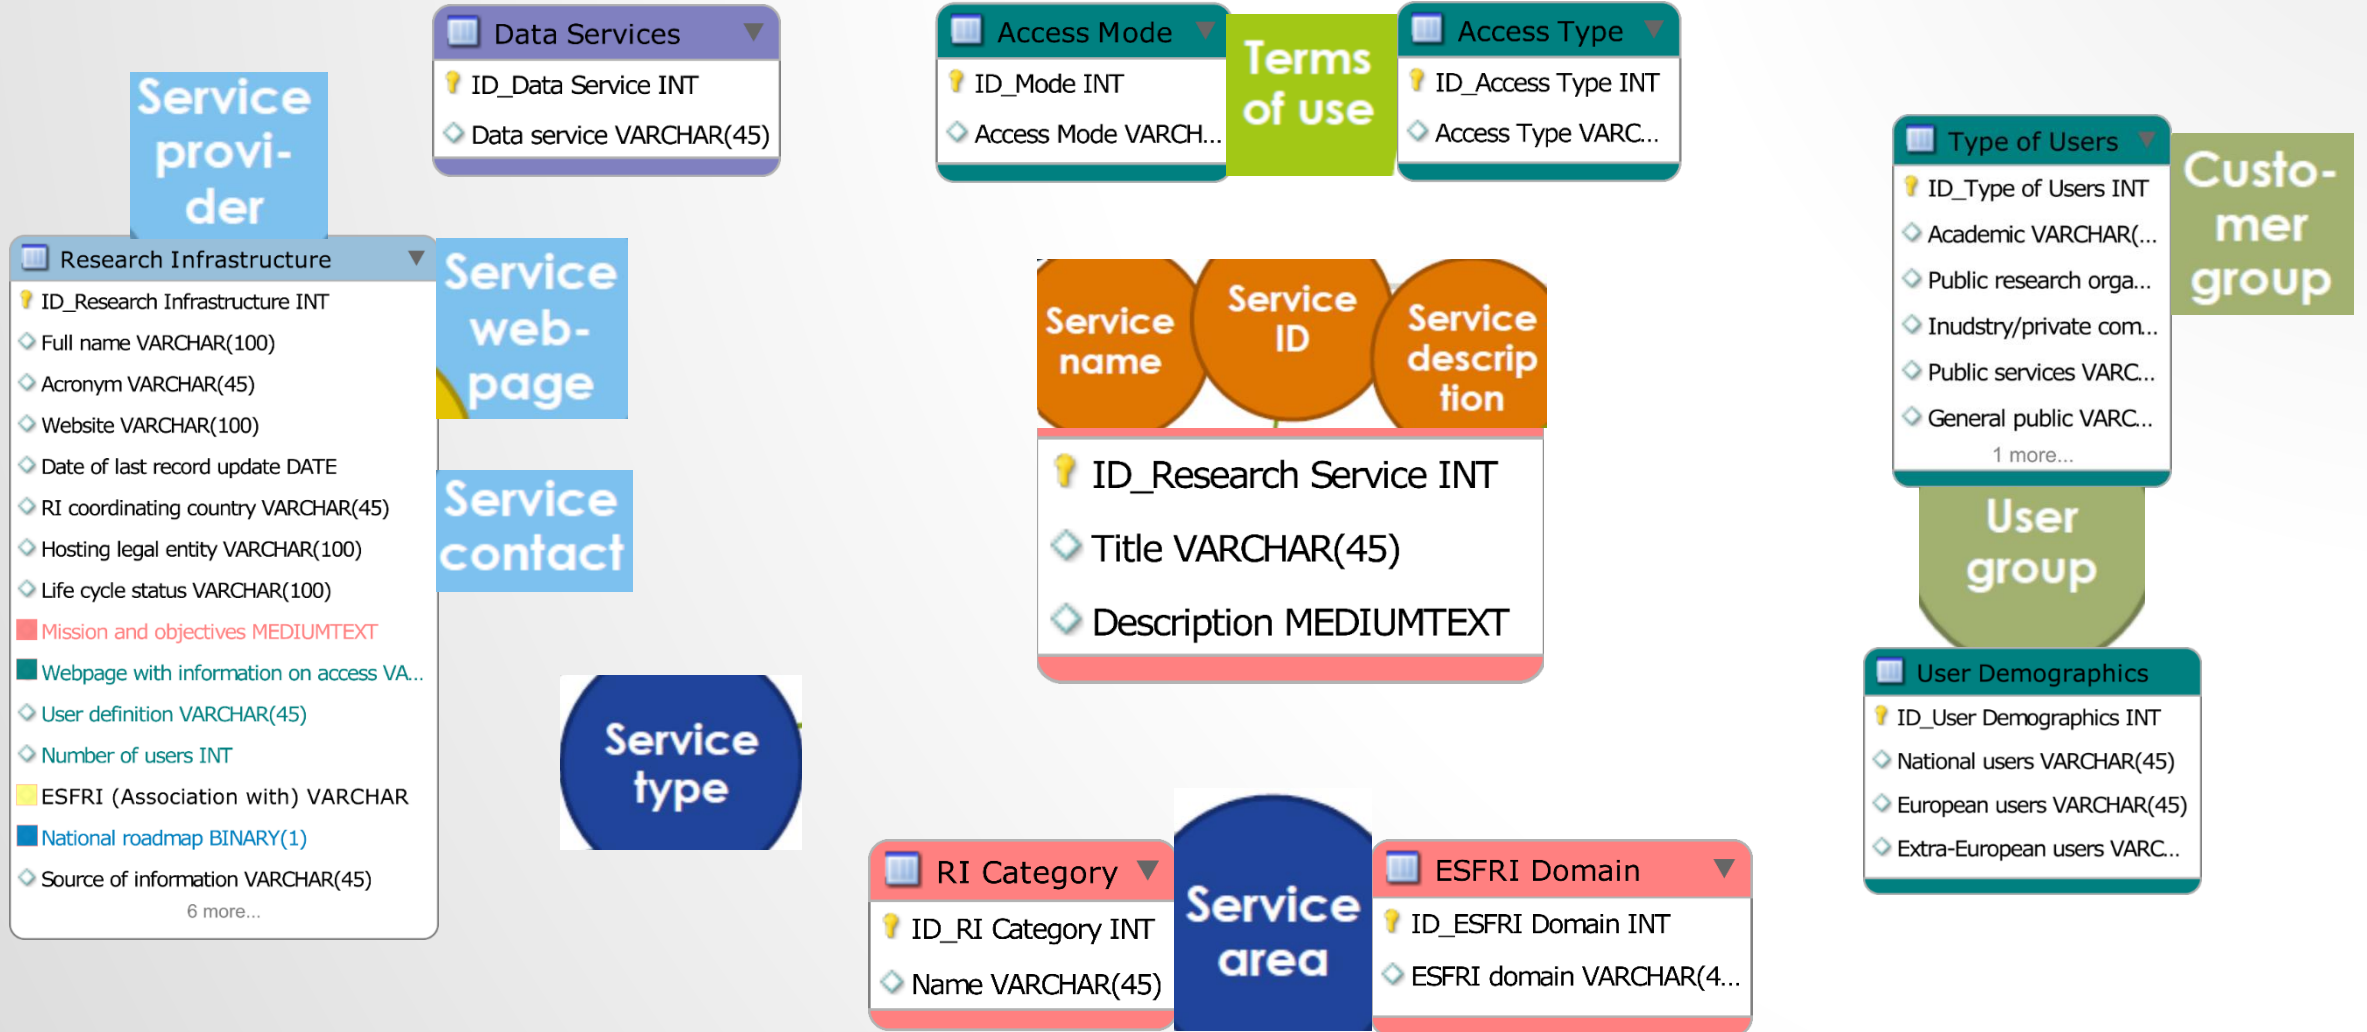 Service
provi-
der
Research Infrastructure
ID_Research Infrastructure INT
Full name VARCHAR(100)
Acronym VARCHAR(45)
Website VARCHAR(100)
Date of last record update DATE
RI coordinating country VARCHAR(45)
Hosting legal entity VARCHAR(100)
Life cycle status VARCHAR(100)
Mission and objectives MEDIUMTEXT
Webpage with information on access VA...
User definition VARCHAR(45)
Number of users INT
ESFRI (Association with) VARCHAR
National roadmap BINARY(1)
Source of information VARCHAR(45)
6 more...
Service
web-
page
Service
contact
Data Services
ID_Data Service INT
Data service VARCHAR(45)
Access Mode
ID_Mode INT
Access Mode VARCH...
Terms
of use
Access Type
ID_Access Type INT
Access Type VARC...
Service
name
Service
ID
Service
descrip
tion
ID_Research Service INT
Title VARCHAR(45)
Description MEDIUMTEXT
Service
type
RI Category
ID_RI Category INT
Name VARCHAR(45)
Service
area
ESFRI Domain
ID_ESFRI Domain INT
ESFRI domain VARCHAR(4...
Type of Users
ID_Type of Users INT
Academic VARCHAR(...
Public research orga...
Inudstry/private com...
Public services VARC...
General public VARC...
1 more...
Custo-
mer
group
User
group
User Demographics
ID_User Demographics INT
National users VARCHAR(45)
European users VARCHAR(45)
Extra-European users VARC...